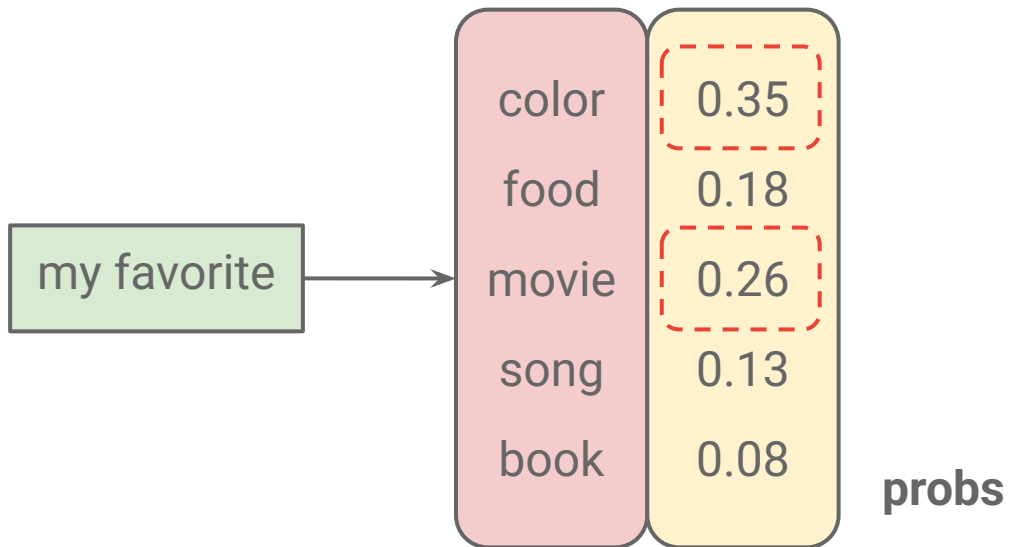 color 0.35
food 0.18
my favorite
movie 0.26
song 0.13
book 0.08
probs